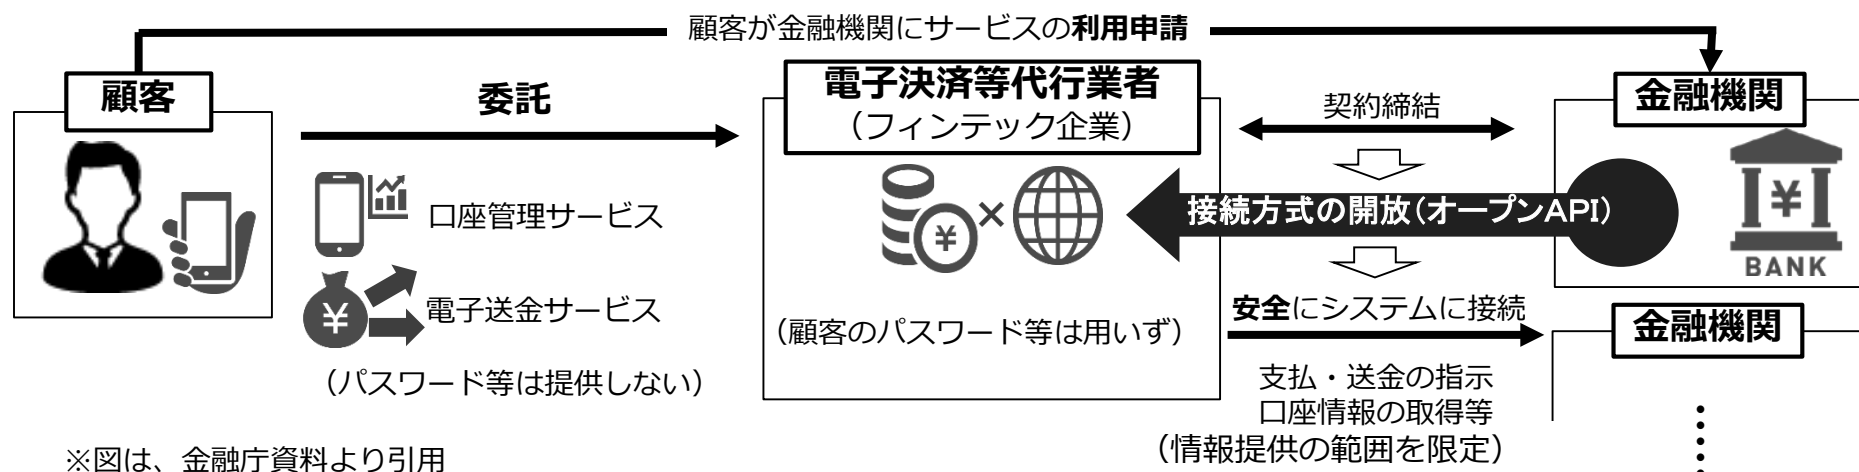 顧客が金融機関にサービスの利用申請
顧客
委託
口座管理サービス
¥
電子送金サービス
（パスワード等は提供しない）
電子決済等代行業者
（フィンテック企業）
¥
×
（顧客のパスワード等は用いず）
契約締結
接続方式の開放（オープンAPI）
安全にシステムに接続
支払・送金の指示
口座情報の取得等
（情報提供の範囲を限定）
金融機関
¥
BANK
金融機関
※図は、金融庁資料より引用